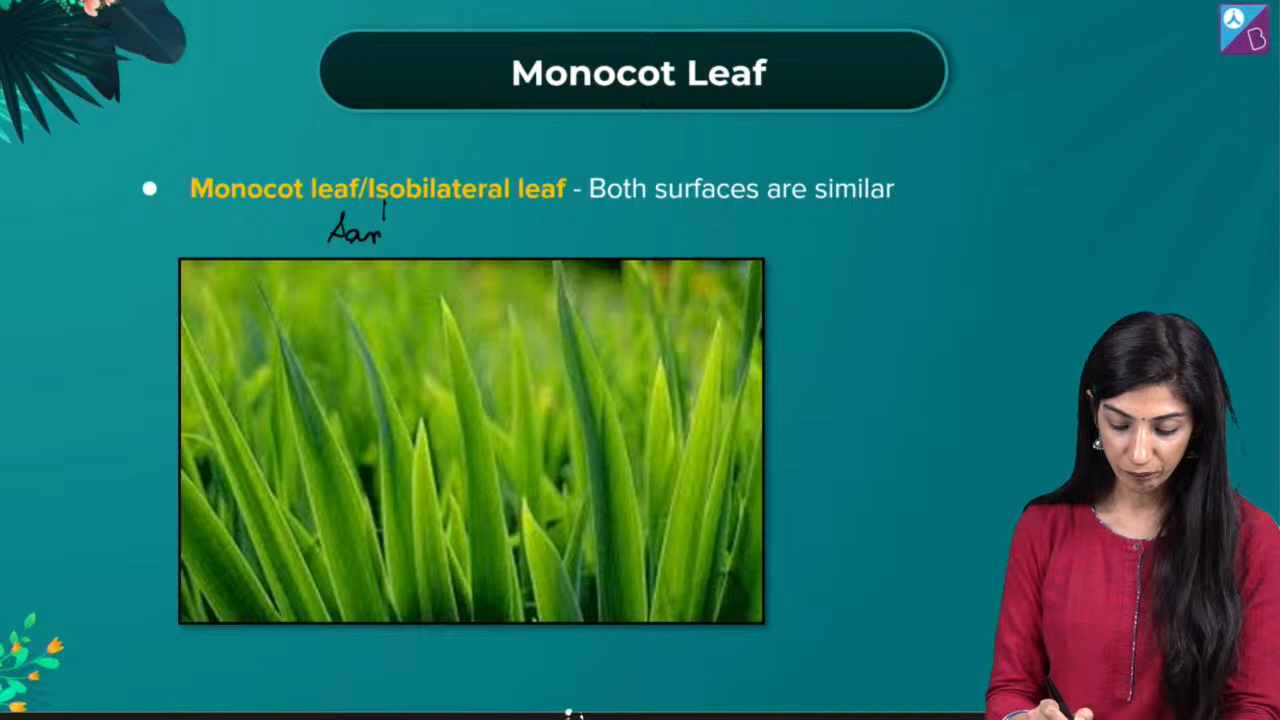 Monocot Leaf
Monocot leaf/Isobilateral leaf - Both surfaces are similar